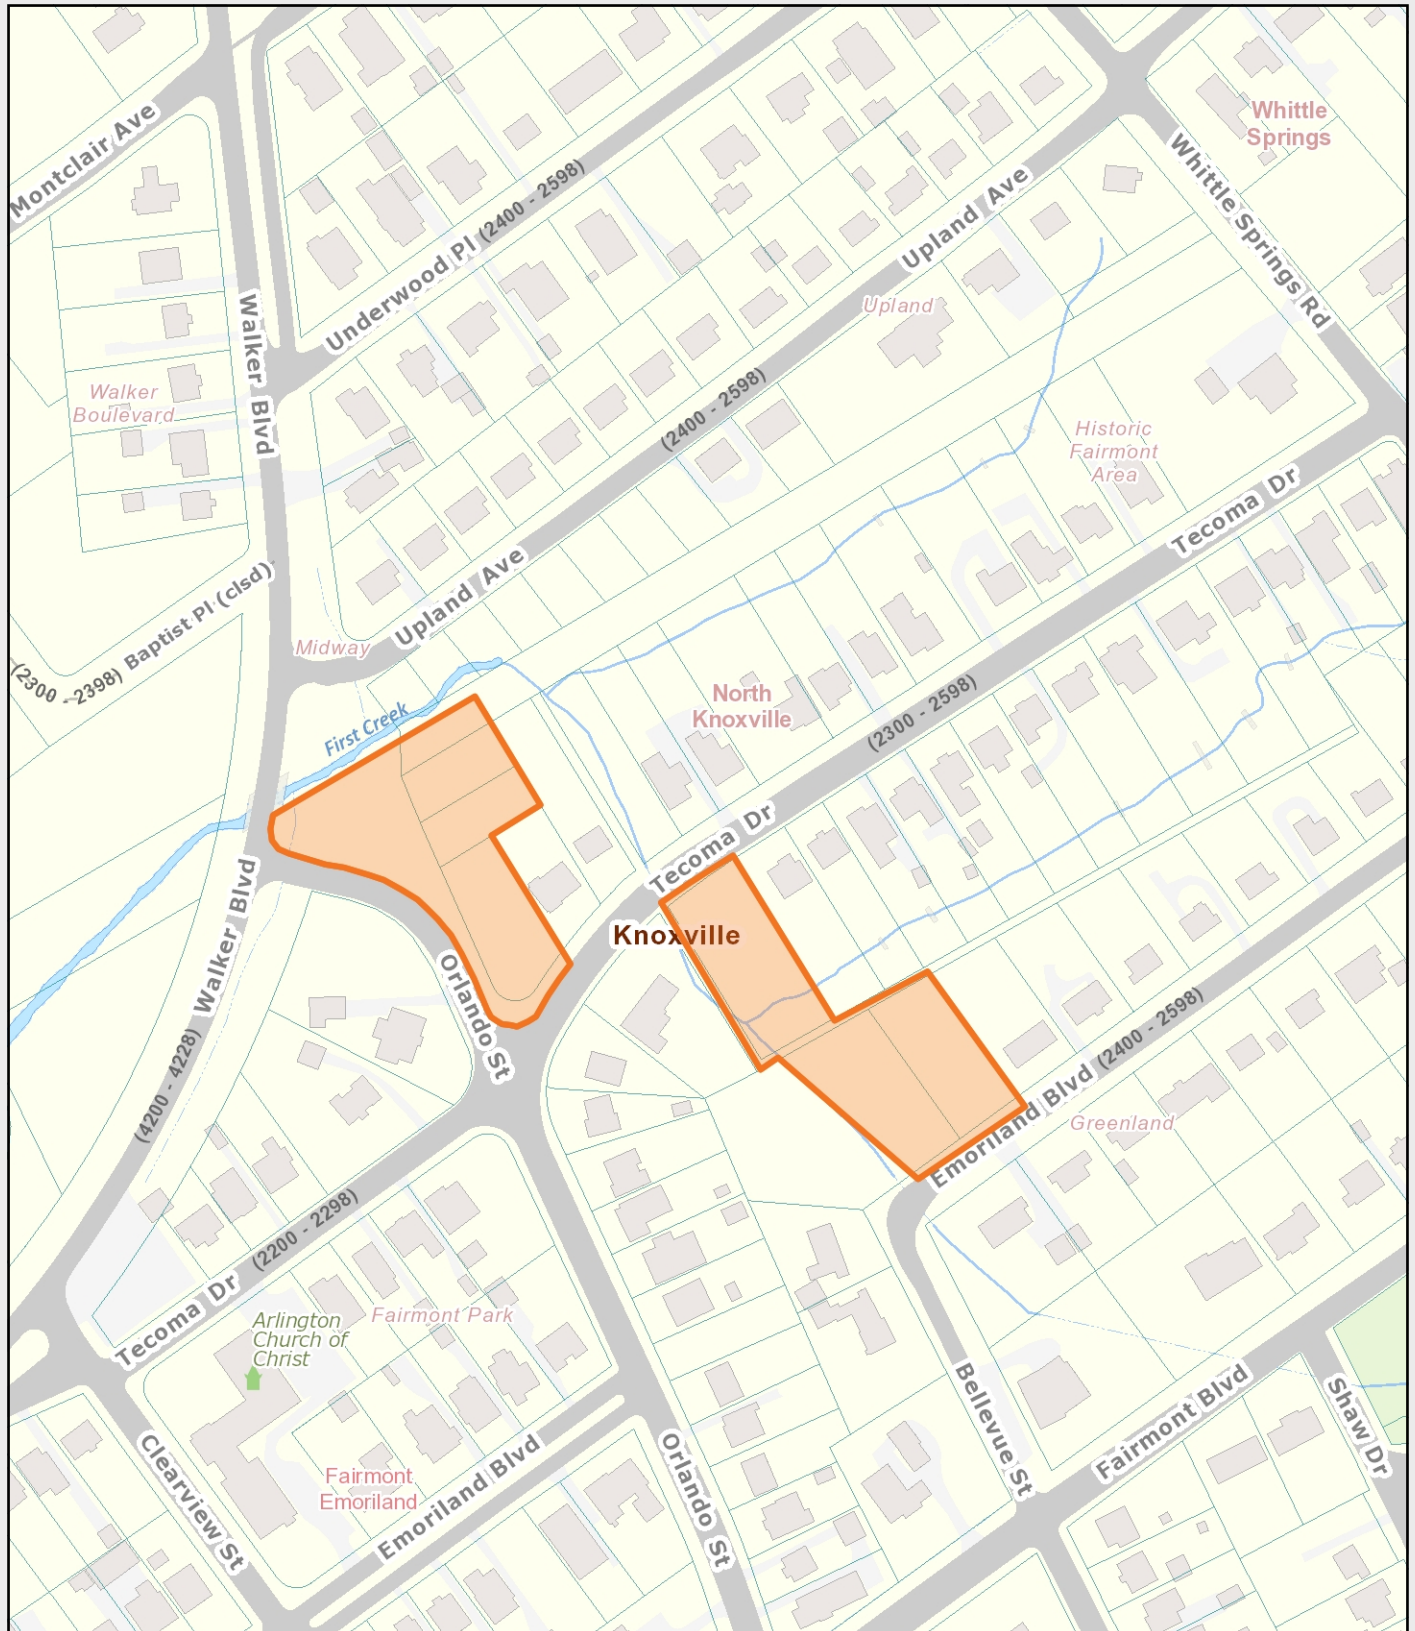 Montclair Ave
Whittle
Springs
Whittle Springs Rd
Underwood Pl (2400 - 2598)
Upland Ave
Upland
Walker Blvd
Walker
Boulevard
(2400 - 2598)
Historic
Fairmont
Area
Tecoma Dr
Upland Ave
(2300 - 2398) Baptist Pl (clsd)
Midway
First Creek
North
Knoxville
(2300 - 2598)
Tecoma Dr
Knoxville
Walker Blvd
(4200 - 4228)
Orlando St
Emoriland Blvd (2400 - 2598)
Greenland
Tecoma Dr (2200 - 2298)
Arlington
Church of
Christ
Fairmont Park
Fairmont
Emoriland
Emoriland Blvd
Clearview St
Orlando St
Bellevue St
Fairmont Blvd
Shaw Dr